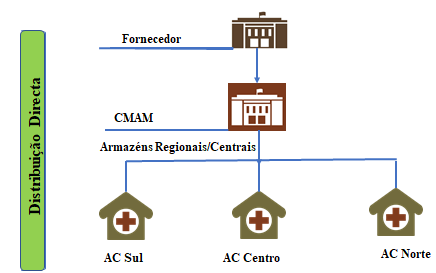 Fornecedor
CMAM
Armazéns Regionais/Centrais
Distribuição Directa
AC Sul
AC Centro
AC Norte